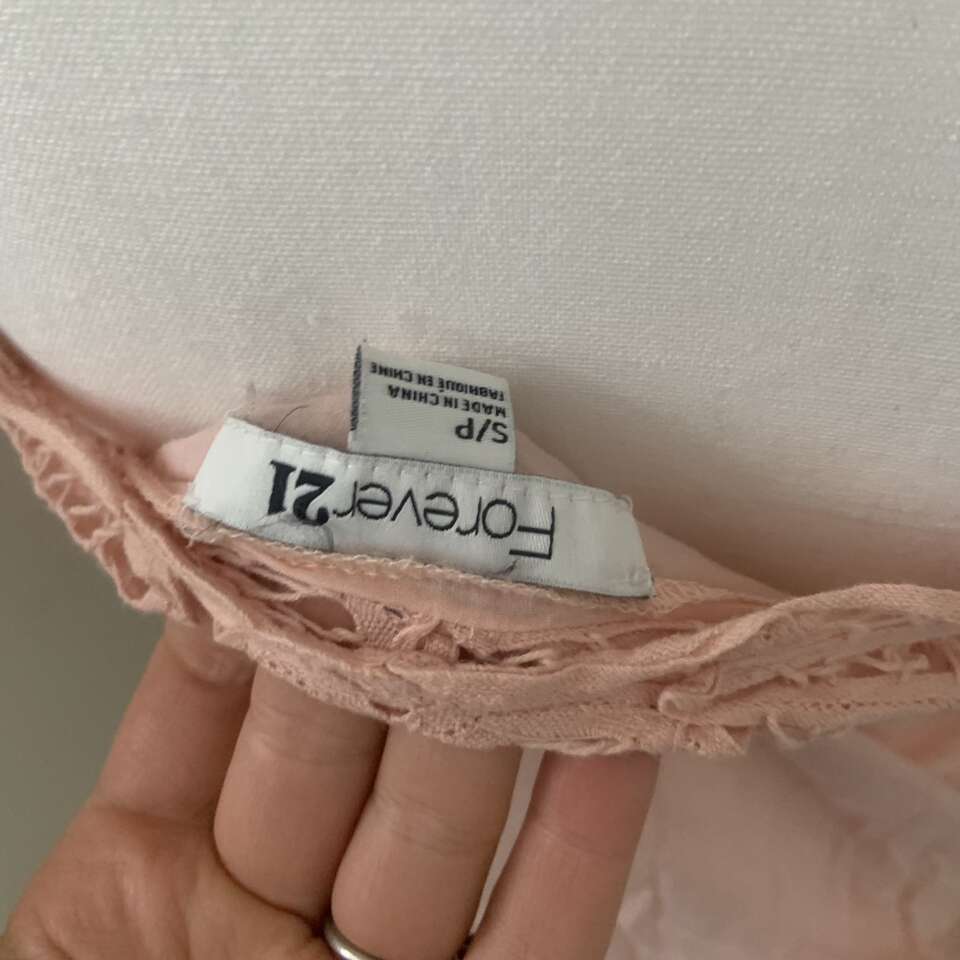 Forever21
S/P
MADE IN CHINA
FABRIQUÉ EN CHINE